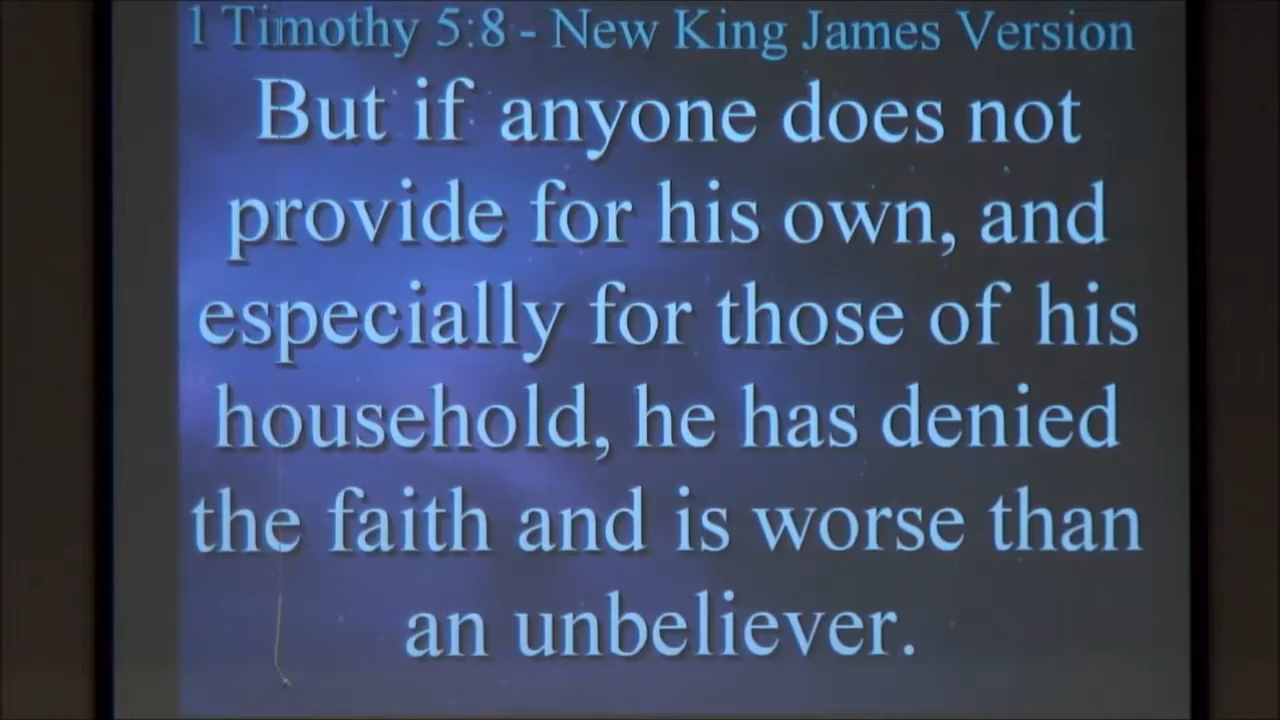 1 Timothy 5:8 - New King James Version
But if anyone does not
provide for his own, and
especially for those of his
household, he has denied
the faith and is worse than
an unbeliever.